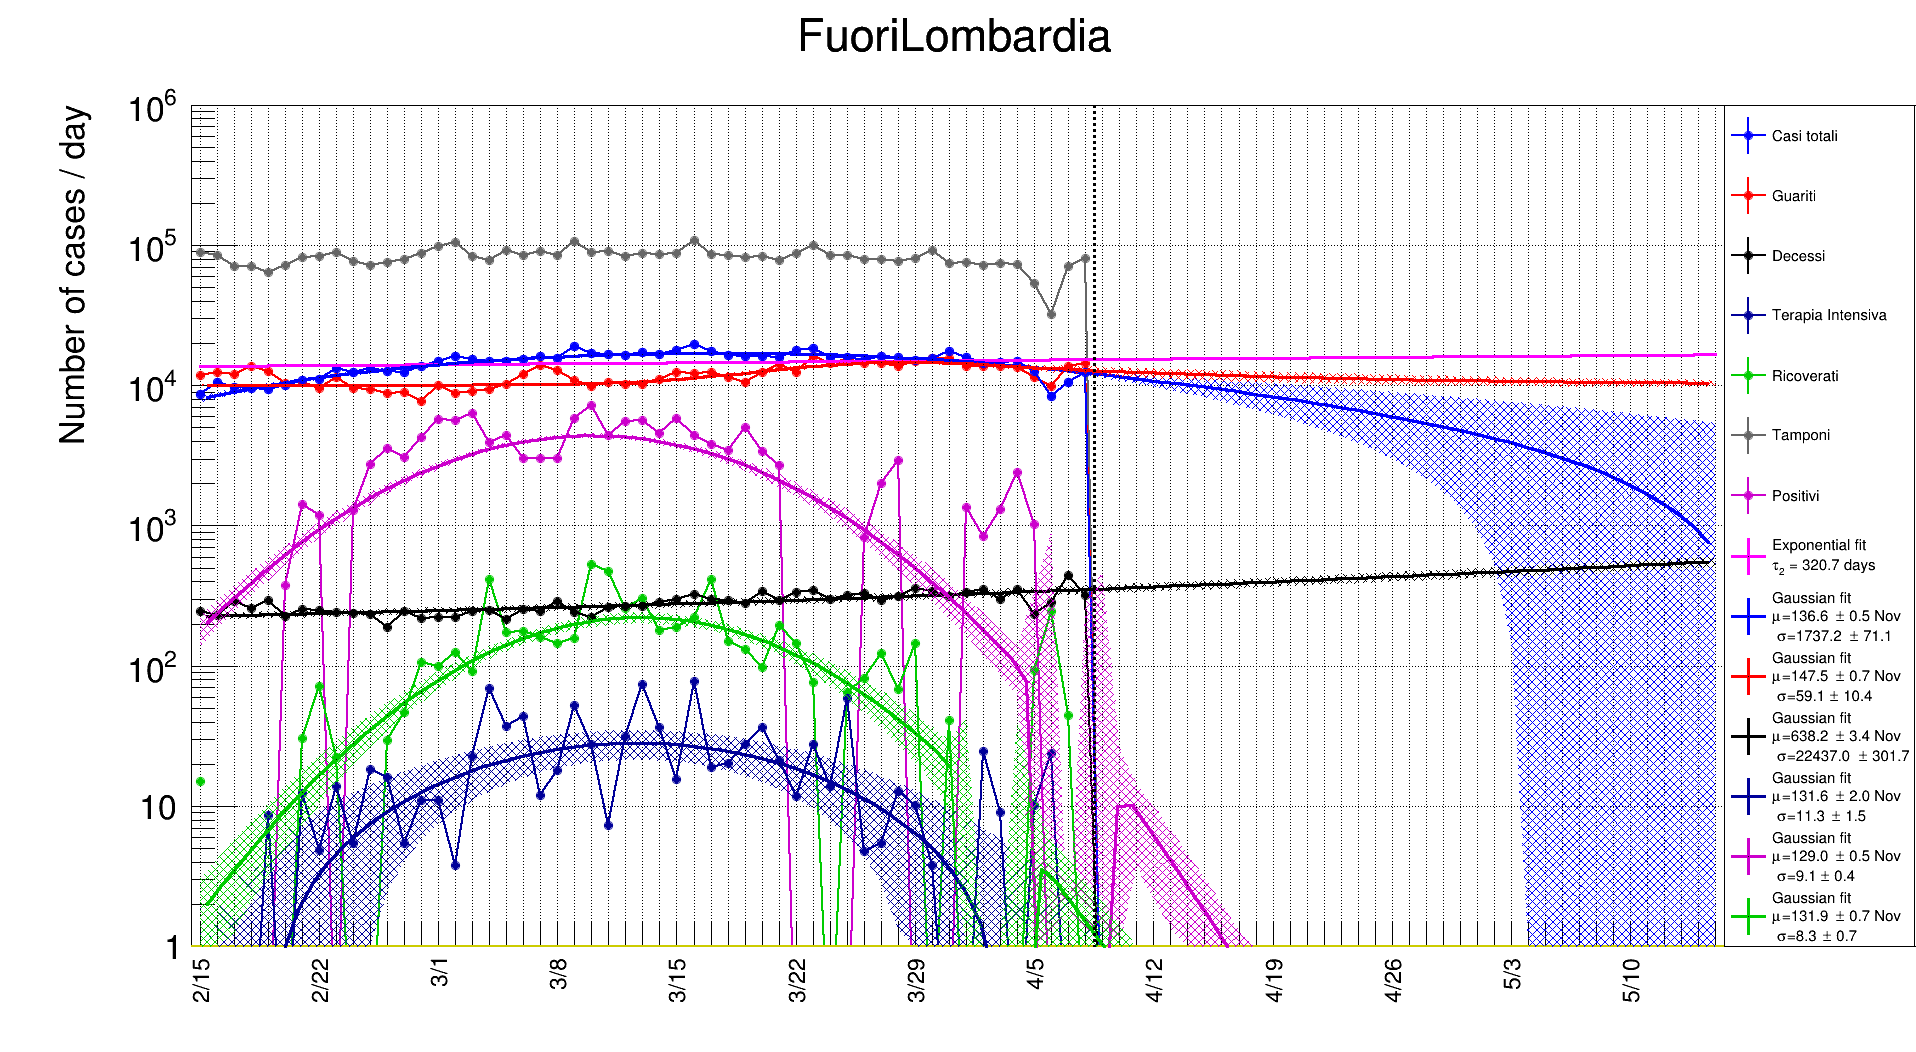 FuoriLombardia
Number of cases / day
10^6
10^5
10^4
10^3
10^2
10
1
2/15
2/22
3/1
3/8
3/15
3/22
3/29
4/5
4/12
4/19
4/26
5/3
5/10
Casi totali
Guariti
Decessi
Terapia Intensiva
Ricoverati
Tamponi
Positivi
Exponential fit
τ₂ = 320.7 days
Gaussian fit
μ=136.6 ± 0.5 Nov
σ=1737.2 ± 71.1
Gaussian fit
μ=147.5 ± 0.7 Nov
σ=59.1 ± 10.4
Gaussian fit
μ=638.2 ± 3.4 Nov
σ=22437.0 ± 301.7
Gaussian fit
μ=131.6 ± 2.0 Nov
σ=11.3 ± 1.5
Gaussian fit
μ=129.0 ± 0.5 Nov
σ=9.1 ± 0.4
Gaussian fit
μ=131.9 ± 0.7 Nov
σ=8.3 ± 0.7